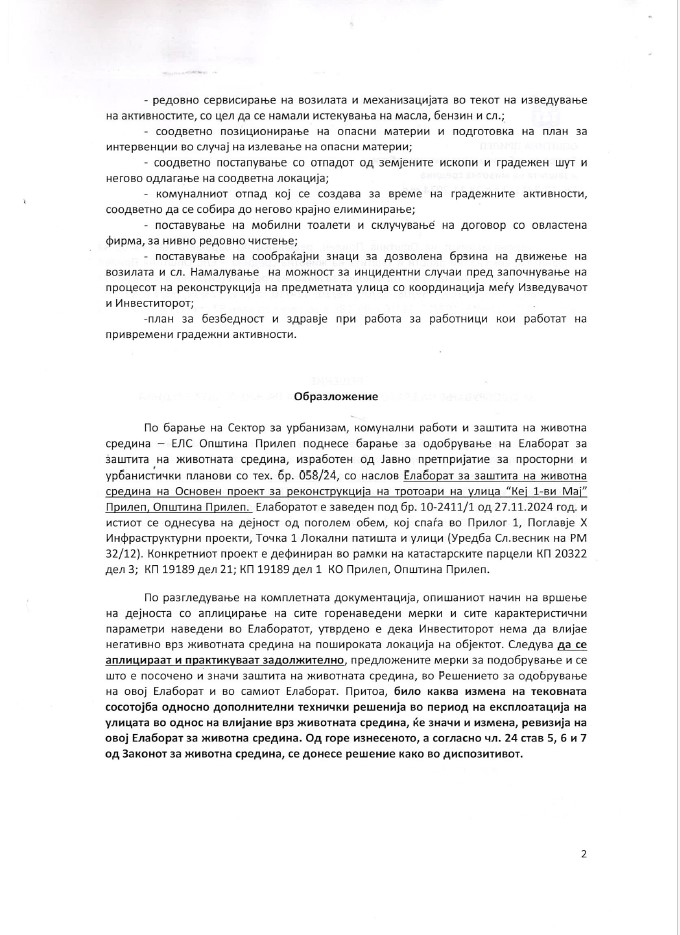 - редовно сервисирање на возилата и механизацијата во текот на изведување
на активностите, со цел да се намали истекувања на масла, бензин и сл.;
- соодветно позиционирање на опасни материи и подготовка на план за
интервенции во случај на излевање на опасни материи;
- соодветно постапување со отпадот од земјените ископи и градежен шут и
негово одлагање на соодветна локација;
- комуналниот отпад кој се создава за време на градежните активности,
соодветно да се собира до негово крајно елиминирање;
- поставување на мобилни тоалети и склучување на договор со овластена
фирма, за нивно редовно чистење;
- поставување на сообраќајни знаци за дозволена брзина на движење на
возилата и сл. Намалување на можност за инцидентни случаи пред започнување на
процесот на реконструкција на предметната улица со координација меѓу Изведувачот
и Инвеститорот;
-план за безбедност и здравје при работа за работници кои работат на
привремени градежни активности.
Образложение
По барање на Сектор за урбанизам, комунални работи и заштита на животна
средина – ЕЛС Општина Прилеп поднесе барање за одобрување на Елаборат за
заштита на животната средина, изработен од Јавно претпријатие за просторни и
урбанистички планови со тех. бр. 058/24, со наслов Елаборат за заштита на животна
средина на Основен проект за реконструкција на тротоари на улица “Кеј 1-ви Мај”
Прилеп, Општина Прилеп. Елаборатот е заведен под бр. 10-2411/1 од 27.11.2024 год. и
истиот се однесува на дејност од поголем обем, кој спаѓа во Прилог 1, Поглавје X
Инфраструктурни проекти, Точка 1 Локални патишта и улици (Уредба Сл.весник на РМ
32/12). Конкретниот проект е дефиниран во рамки на катастарските парцели КП 20322
дел 3; КП 19189 дел 21; КП 19189 дел 1 КО Прилеп, Општина Прилеп.
По разгледување на комплетната документација, опишаниот начин на вршење
на дејноста со аплицирање на сите горенаведени мерки и сите карактеристични
параметри наведени во Елаборатот, утврдено е дека Инвеститорот нема да влијае
негативно врз животната средина на пошироката локација на објектот. Следува да се
аплицираат и практикуваат задолжително, предложените мерки за подобрување и се
што е посочено и значи заштита на животната средина, во Решението за одобрување
на овој Елаборат и во самиот Елаборат. Притоа, било каква измена на тековната
сосотојба односно дополнителни технички решенија во период на експлоатација на
улицата во однос на влијание врз животната средина, ќе значи и измена, ревизија на
овој Елаборат за животна средина. Од горе изнесеното, а согласно чл. 24 став 5, 6 и 7
од Законот за животна средина, се донесе решение како во диспозитивот.
2